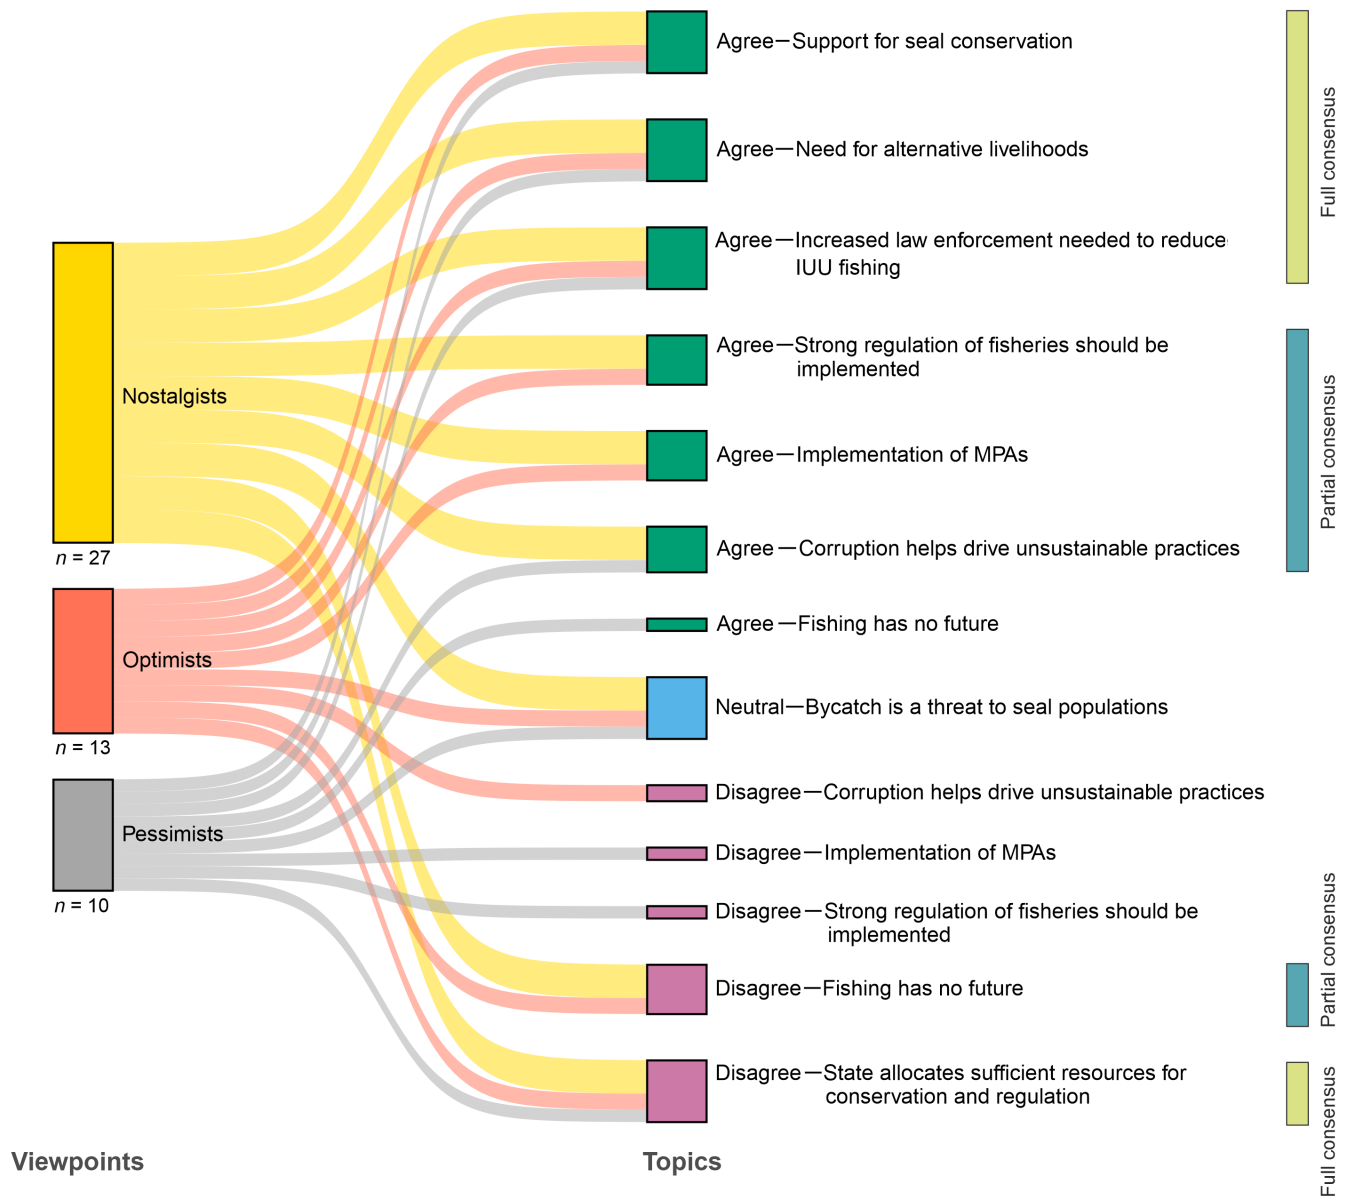 Agree—Support for seal conservation
Agree—Need for alternative livelihoods
Agree—Increased law enforcement needed to reduce
IUU fishing
Full consensus
Agree—Strong regulation of fisheries should be
implemented
Agree—Implementation of MPAs
Agree—Corruption helps drive unsustainable practices
Partial consensus
Agree—Fishing has no future
Neutral—Bycatch is a threat to seal populations
Disagree—Corruption helps drive unsustainable practices
Disagree—Implementation of MPAs
Disagree—Strong regulation of fisheries should be
implemented
Disagree—Fishing has no future
Partial consensus
Disagree—State allocates sufficient resources for
conservation and regulation
Full consensus
Nostalgists
n = 27
Optimists
n = 13
Pessimists
n = 10
Viewpoints
Topics